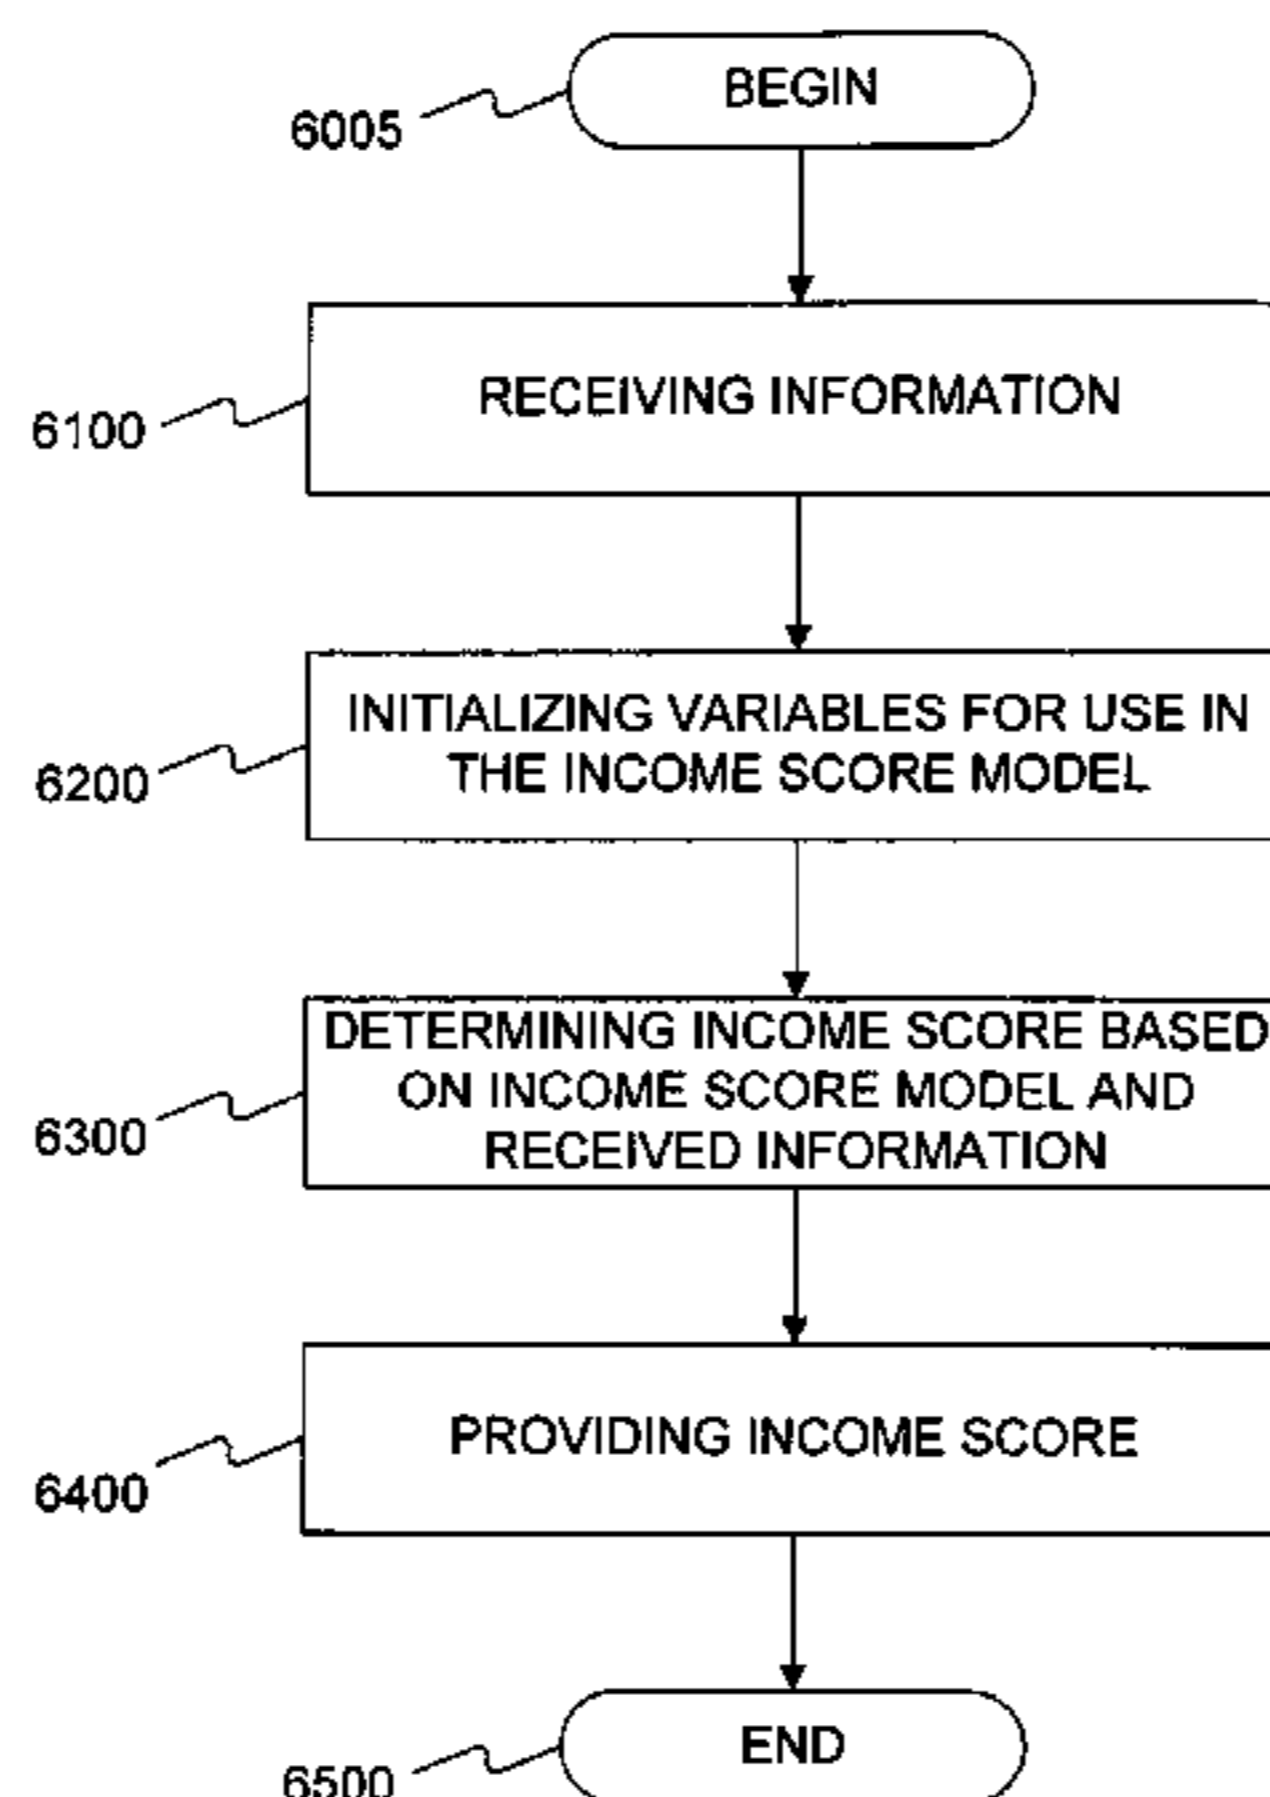 BEGIN
6005
RECEIVING INFORMATION
6100
INITIALIZING VARIABLES FOR USE IN
THE INCOME SCORE MODEL
6200
DETERMINING INCOME SCORE BASED
ON INCOME SCORE MODEL AND
RECEIVED INFORMATION
6300
PROVIDING INCOME SCORE
6400
END
6500